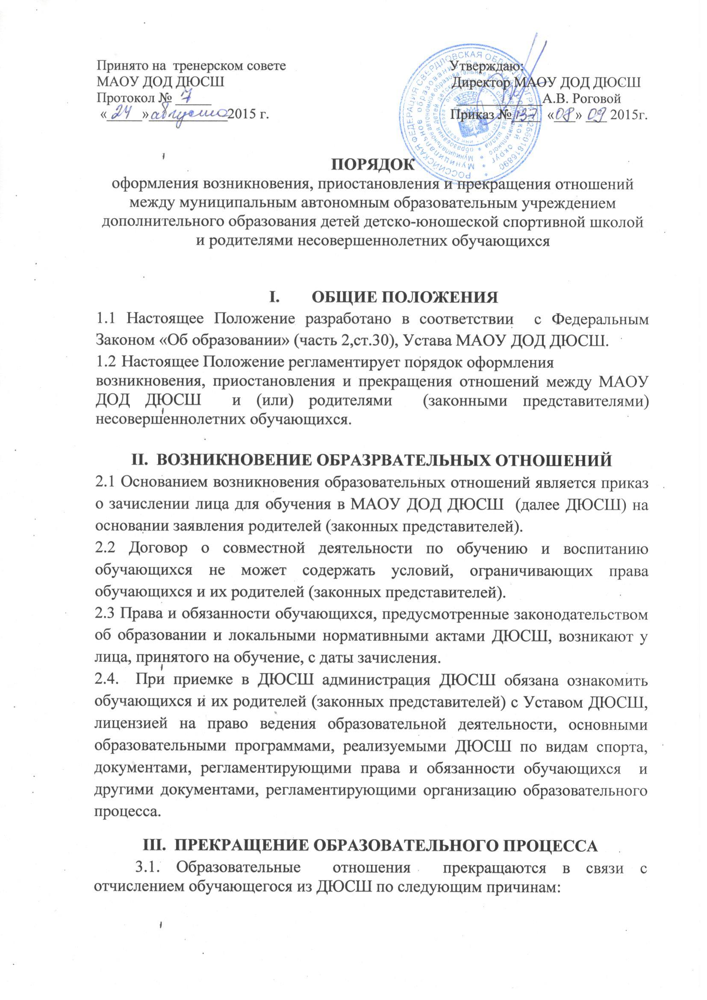 Принято на тренерском совете
МАОУ ДОД ДЮСШ
Протокол № 7
«24» августа 2015 г.
Утверждаю:
Директор МАОУ ДОД ДЮСШ
А.В. Роговой
Приказ № 137 «08» 09 2015г.
РОССИЙСКАЯ ФЕДЕРАЦИЯ СВЕРДЛОВСКАЯ ОБЛАСТЬ
ПОРЯДОК
оформления возникновения, приостановления и прекращения отношений
между муниципальным автономным образовательным учреждением
дополнительного образования детей детско-юношеской спортивной школой
и родителями несовершеннолетних обучающихся
I. ОБЩИЕ ПОЛОЖЕНИЯ
1.1 Настоящее Положение разработано в соответствии с Федеральным
Законом «Об образовании» (часть 2,ст.30), Устава МАОУ ДОД ДЮСШ.
1.2 Настоящее Положение регламентирует порядок оформления
возникновения, приостановления и прекращения отношений между МАОУ
ДОД ДЮСШ и (или) родителями (законными представителями)
несовершеннолетних обучающихся.
II. ВОЗНИКНОВЕНИЕ ОБРАЗРВАТЕЛЬНЫХ ОТНОШЕНИЙ
2.1 Основанием возникновения образовательных отношений является приказ
о зачислении лица для обучения в МАОУ ДОД ДЮСШ (далее ДЮСШ) на
основании заявления родителей (законных представителей).
2.2 Договор о совместной деятельности по обучению и воспитанию
обучающихся не может содержать условий, ограничивающих права
обучающихся и их родителей (законных представителей).
2.3 Права и обязанности обучающихся, предусмотренные законодательством
об образовании и локальными нормативными актами ДЮСШ, возникают у
лица, принятого на обучение, с даты зачисления.
2.4. При приемке в ДЮСШ администрация ДЮСШ обязана ознакомить
обучающихся и их родителей (законных представителей) с Уставом ДЮСШ,
лицензией на право ведения образовательной деятельности, основными
образовательными программами, реализуемыми ДЮСШ по видам спорта,
документами, регламентирующими права и обязанности обучающихся и
другими документами, регламентирующими организацию образовательного
процесса.
III. ПРЕКРАЩЕНИЕ ОБРАЗОВАТЕЛЬНОГО ПРОЦЕССА
3.1. Образовательные отношения прекращаются в связи с
отчислением обучающегося из ДЮСШ по следующим причинам: